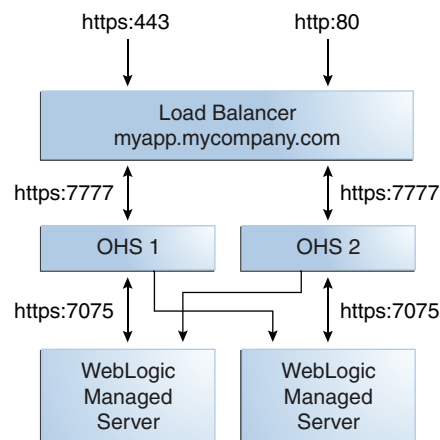 https:443
http:80
Load Balancer
myapp.mycompany.com
https:7777
https:7777
OHS 1
OHS 2
https:7075
https:7075
WebLogic
Managed
Server
WebLogic
Managed
Server